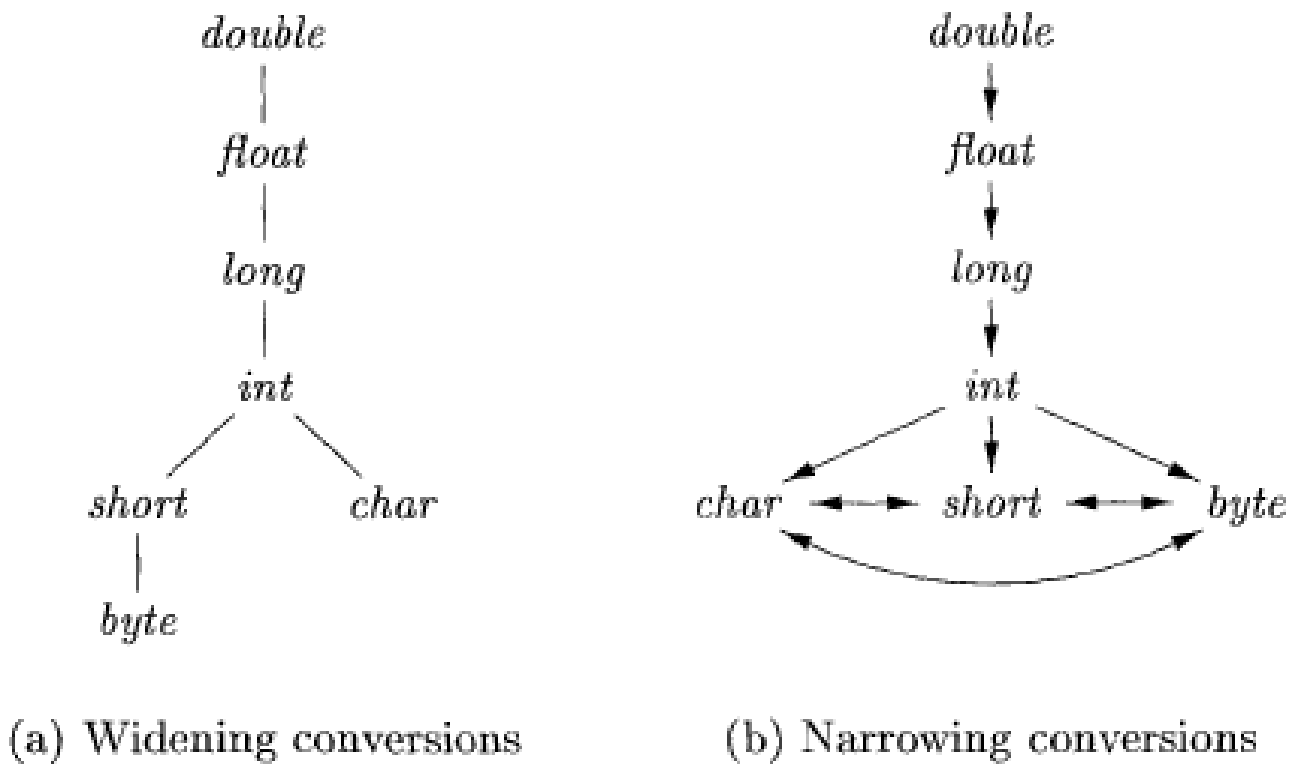 double
float
long
int
short char
byte
(a) Widening conversions
double
float
long
int
char short byte
(b) Narrowing conversions